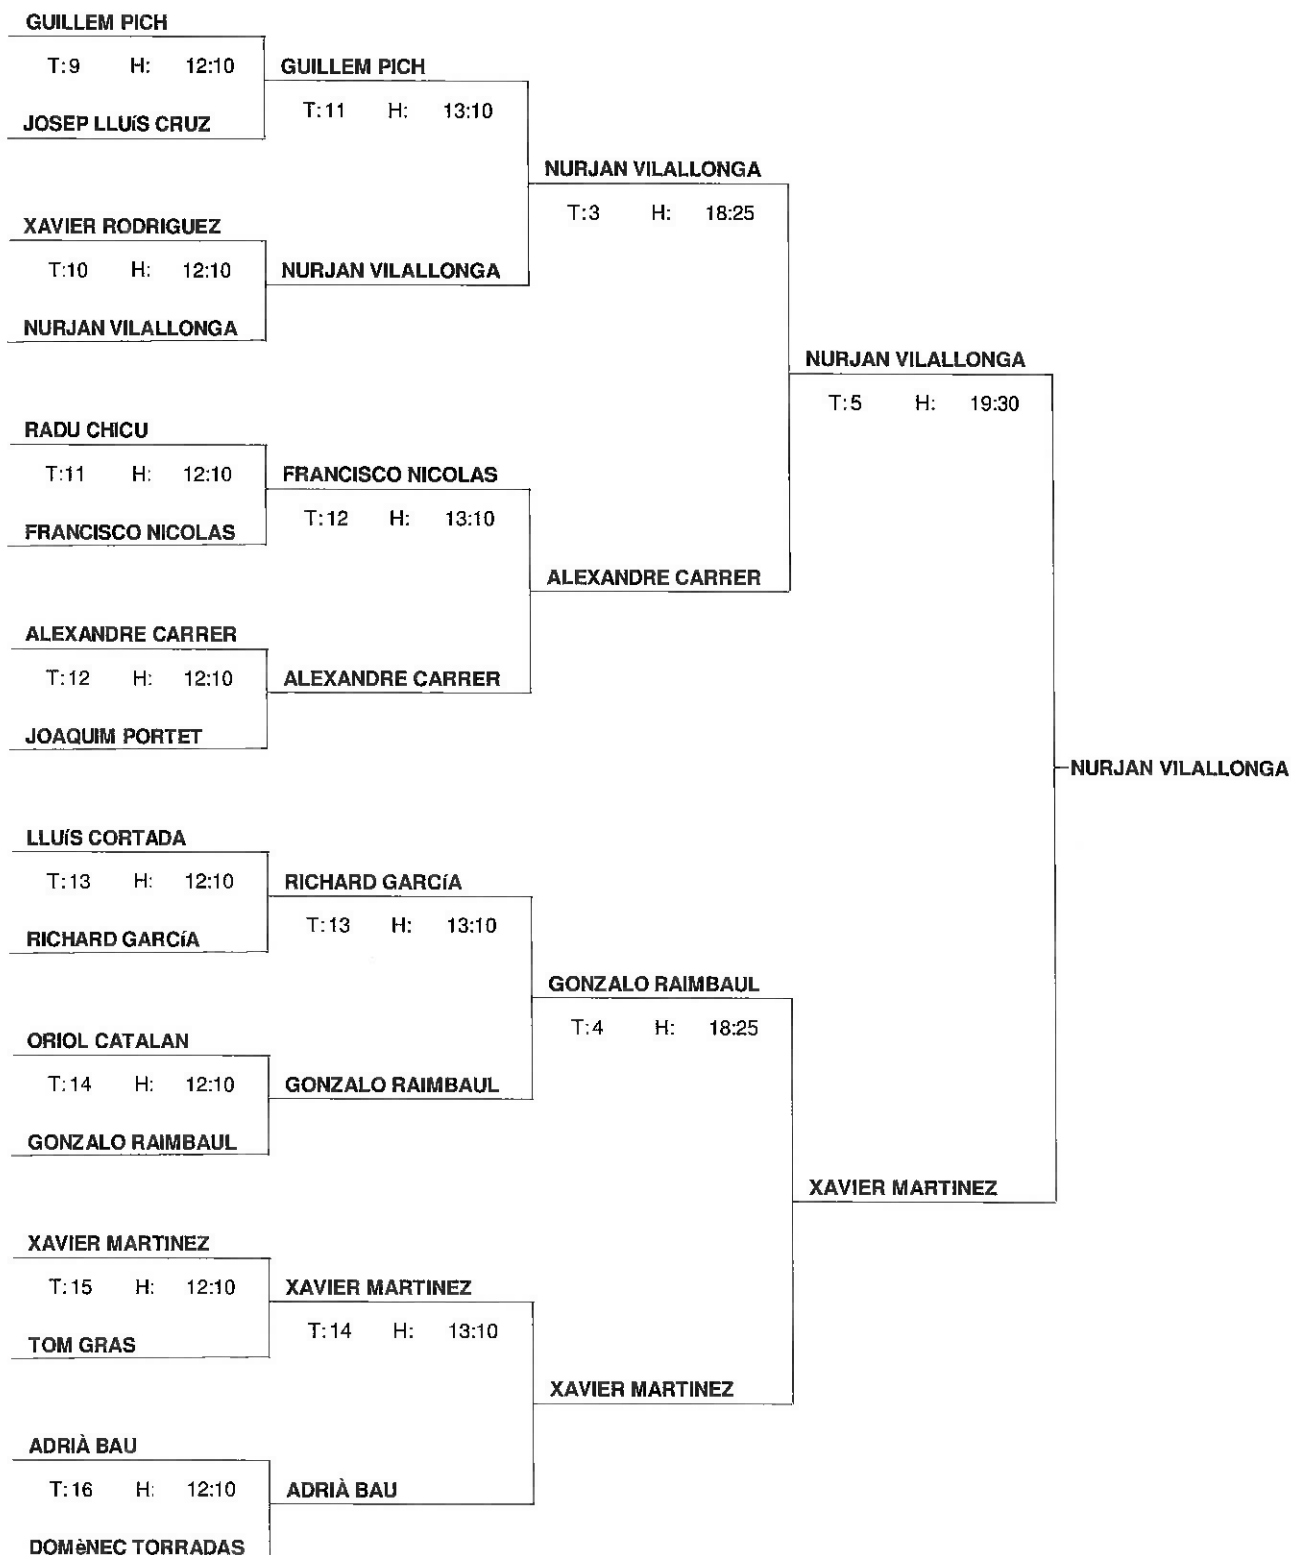 GUILLEM PICH
T:9 H: 12:10 GUILLEM PICH
T:11 H: 13:10
JOSEP LLUíS CRUZ
NURJAN VILALLONGA
XAVIER RODRIGUEZ T:3 H: 18:25
T:10 H: 12:10 NURJAN VILALLONGA
NURJAN VILALLONGA
NURJAN VILALLONGA
T:5 H: 19:30
RADU CHICU
T:11 H: 12:10 FRANCISCO NICOLAS
T:12 H: 13:10
FRANCISCO NICOLAS
ALEXANDRE CARRER
ALEXANDRE CARRER
T:12 H: 12:10 ALEXANDRE CARRER
JOAQUIM PORTET
NURJAN VILALLONGA
LLUíS CORTADA
T:13 H: 12:10 RICHARD GARCíA
T:13 H: 13:10
RICHARD GARCíA
GONZALO RAIMBAUL
ORIOL CATALAN T:4 H: 18:25
T:14 H: 12:10 GONZALO RAIMBAUL
GONZALO RAIMBAUL
XAVIER MARTINEZ
XAVIER MARTINEZ
T:15 H: 12:10 XAVIER MARTINEZ
T:14 H: 13:10
TOM GRAS
XAVIER MARTINEZ
ADRIÀ BAU
T:16 H: 12:10 ADRIÀ BAU
DOMèNEC TORRADAS